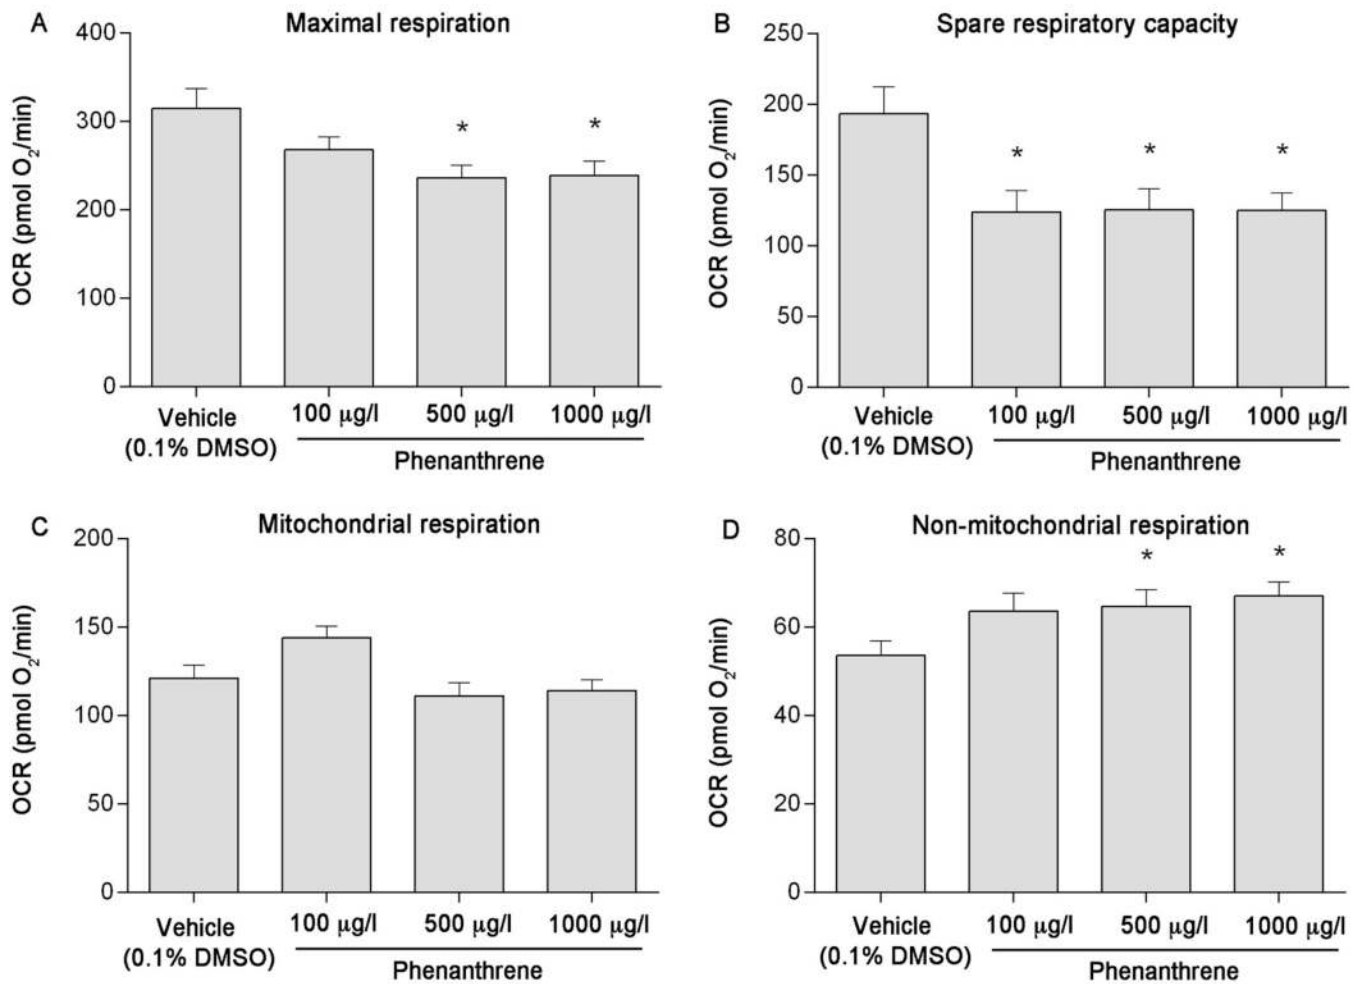 A
Maximal respiration
OCR (pmol O2/min)
400
300
200
100
0
*
*
Vehicle
(0.1% DMSO)
100 μg/l
500 μg/l
1000 μg/l
Phenanthrene
B
Spare respiratory capacity
OCR (pmol O2/min)
250
200
150
100
50
0
*
*
*
Vehicle
(0.1% DMSO)
100 μg/l
500 μg/l
1000 μg/l
Phenanthrene
C
Mitochondrial respiration
OCR (pmol O2/min)
200
150
100
50
0
Vehicle
(0.1% DMSO)
100 μg/l
500 μg/l
1000 μg/l
Phenanthrene
D
Non-mitochondrial respiration
OCR (pmol O2/min)
80
60
40
20
0
*
*
Vehicle
(0.1% DMSO)
100 μg/l
500 μg/l
1000 μg/l
Phenanthrene